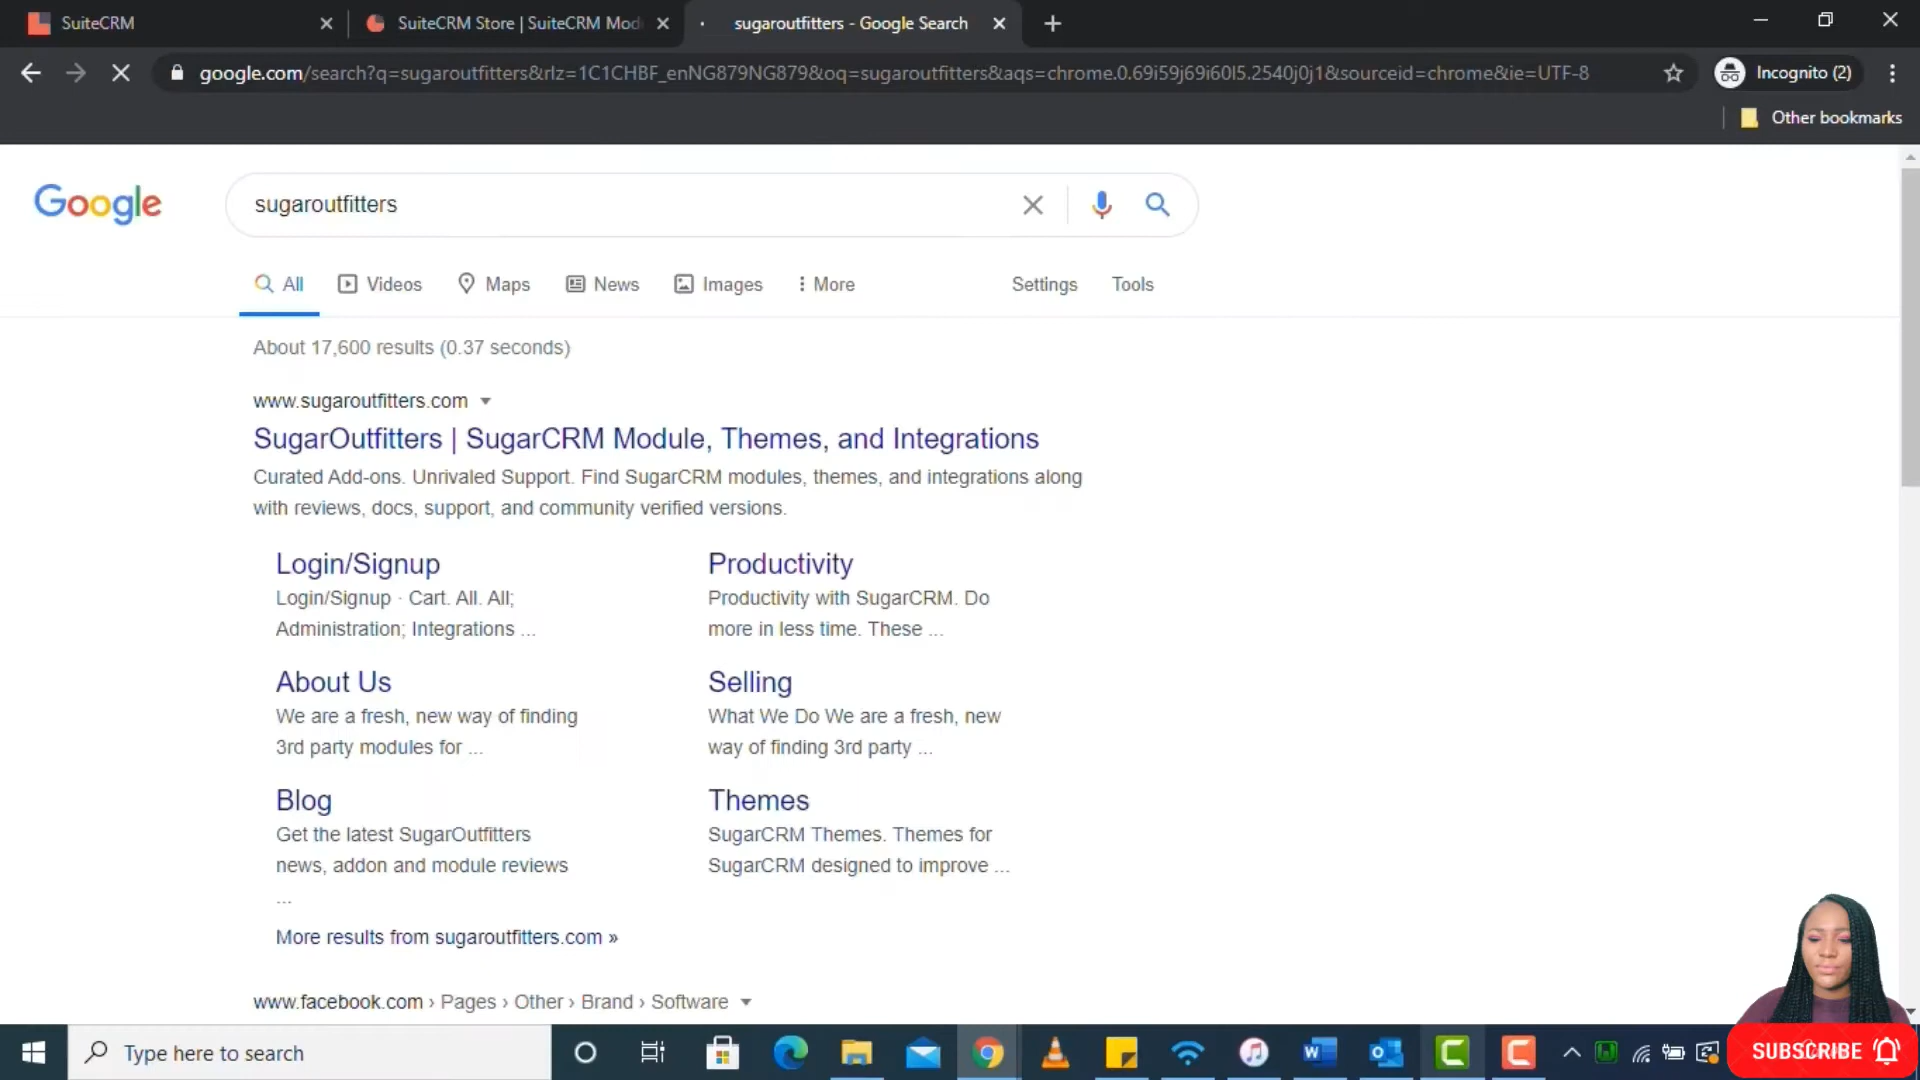 SuiteCRM
SuiteCRM Store | SuiteCRM Mod
sugaroutfitters - Google Search
google.com/search?q=sugaroutfitters&rlz=1C1CHBF_enNG879NG879&oq=sugaroutfitters&aqs=chrome.0.69i59j69i60l5.2540j0j1&sourceid=chrome&ie=UTF-8
Incognito (2)
Other bookmarks
Google
sugaroutfitters
All
Videos
Maps
News
Images
More
Settings
Tools
About 17,600 results (0.37 seconds)
www.sugaroutfitters.com
SugarOutfitters | SugarCRM Module, Themes, and Integrations
Curated Add-ons. Unrivaled Support. Find SugarCRM modules, themes, and integrations along
with reviews, docs, support, and community verified versions.
Login/Signup
Login/Signup · Cart. All. All;
Administration; Integrations ...
Productivity
Productivity with SugarCRM. Do
more in less time. These ...
About Us
We are a fresh, new way of finding
3rd party modules for ...
Selling
What We Do We are a fresh, new
way of finding 3rd party ...
Blog
Get the latest SugarOutfitters
news, addon and module reviews
...
Themes
SugarCRM Themes. Themes for
SugarCRM designed to improve ...
More results from sugaroutfitters.com »
www.facebook.com › Pages › Other › Brand › Software
Type here to search
SUBSCRIBE